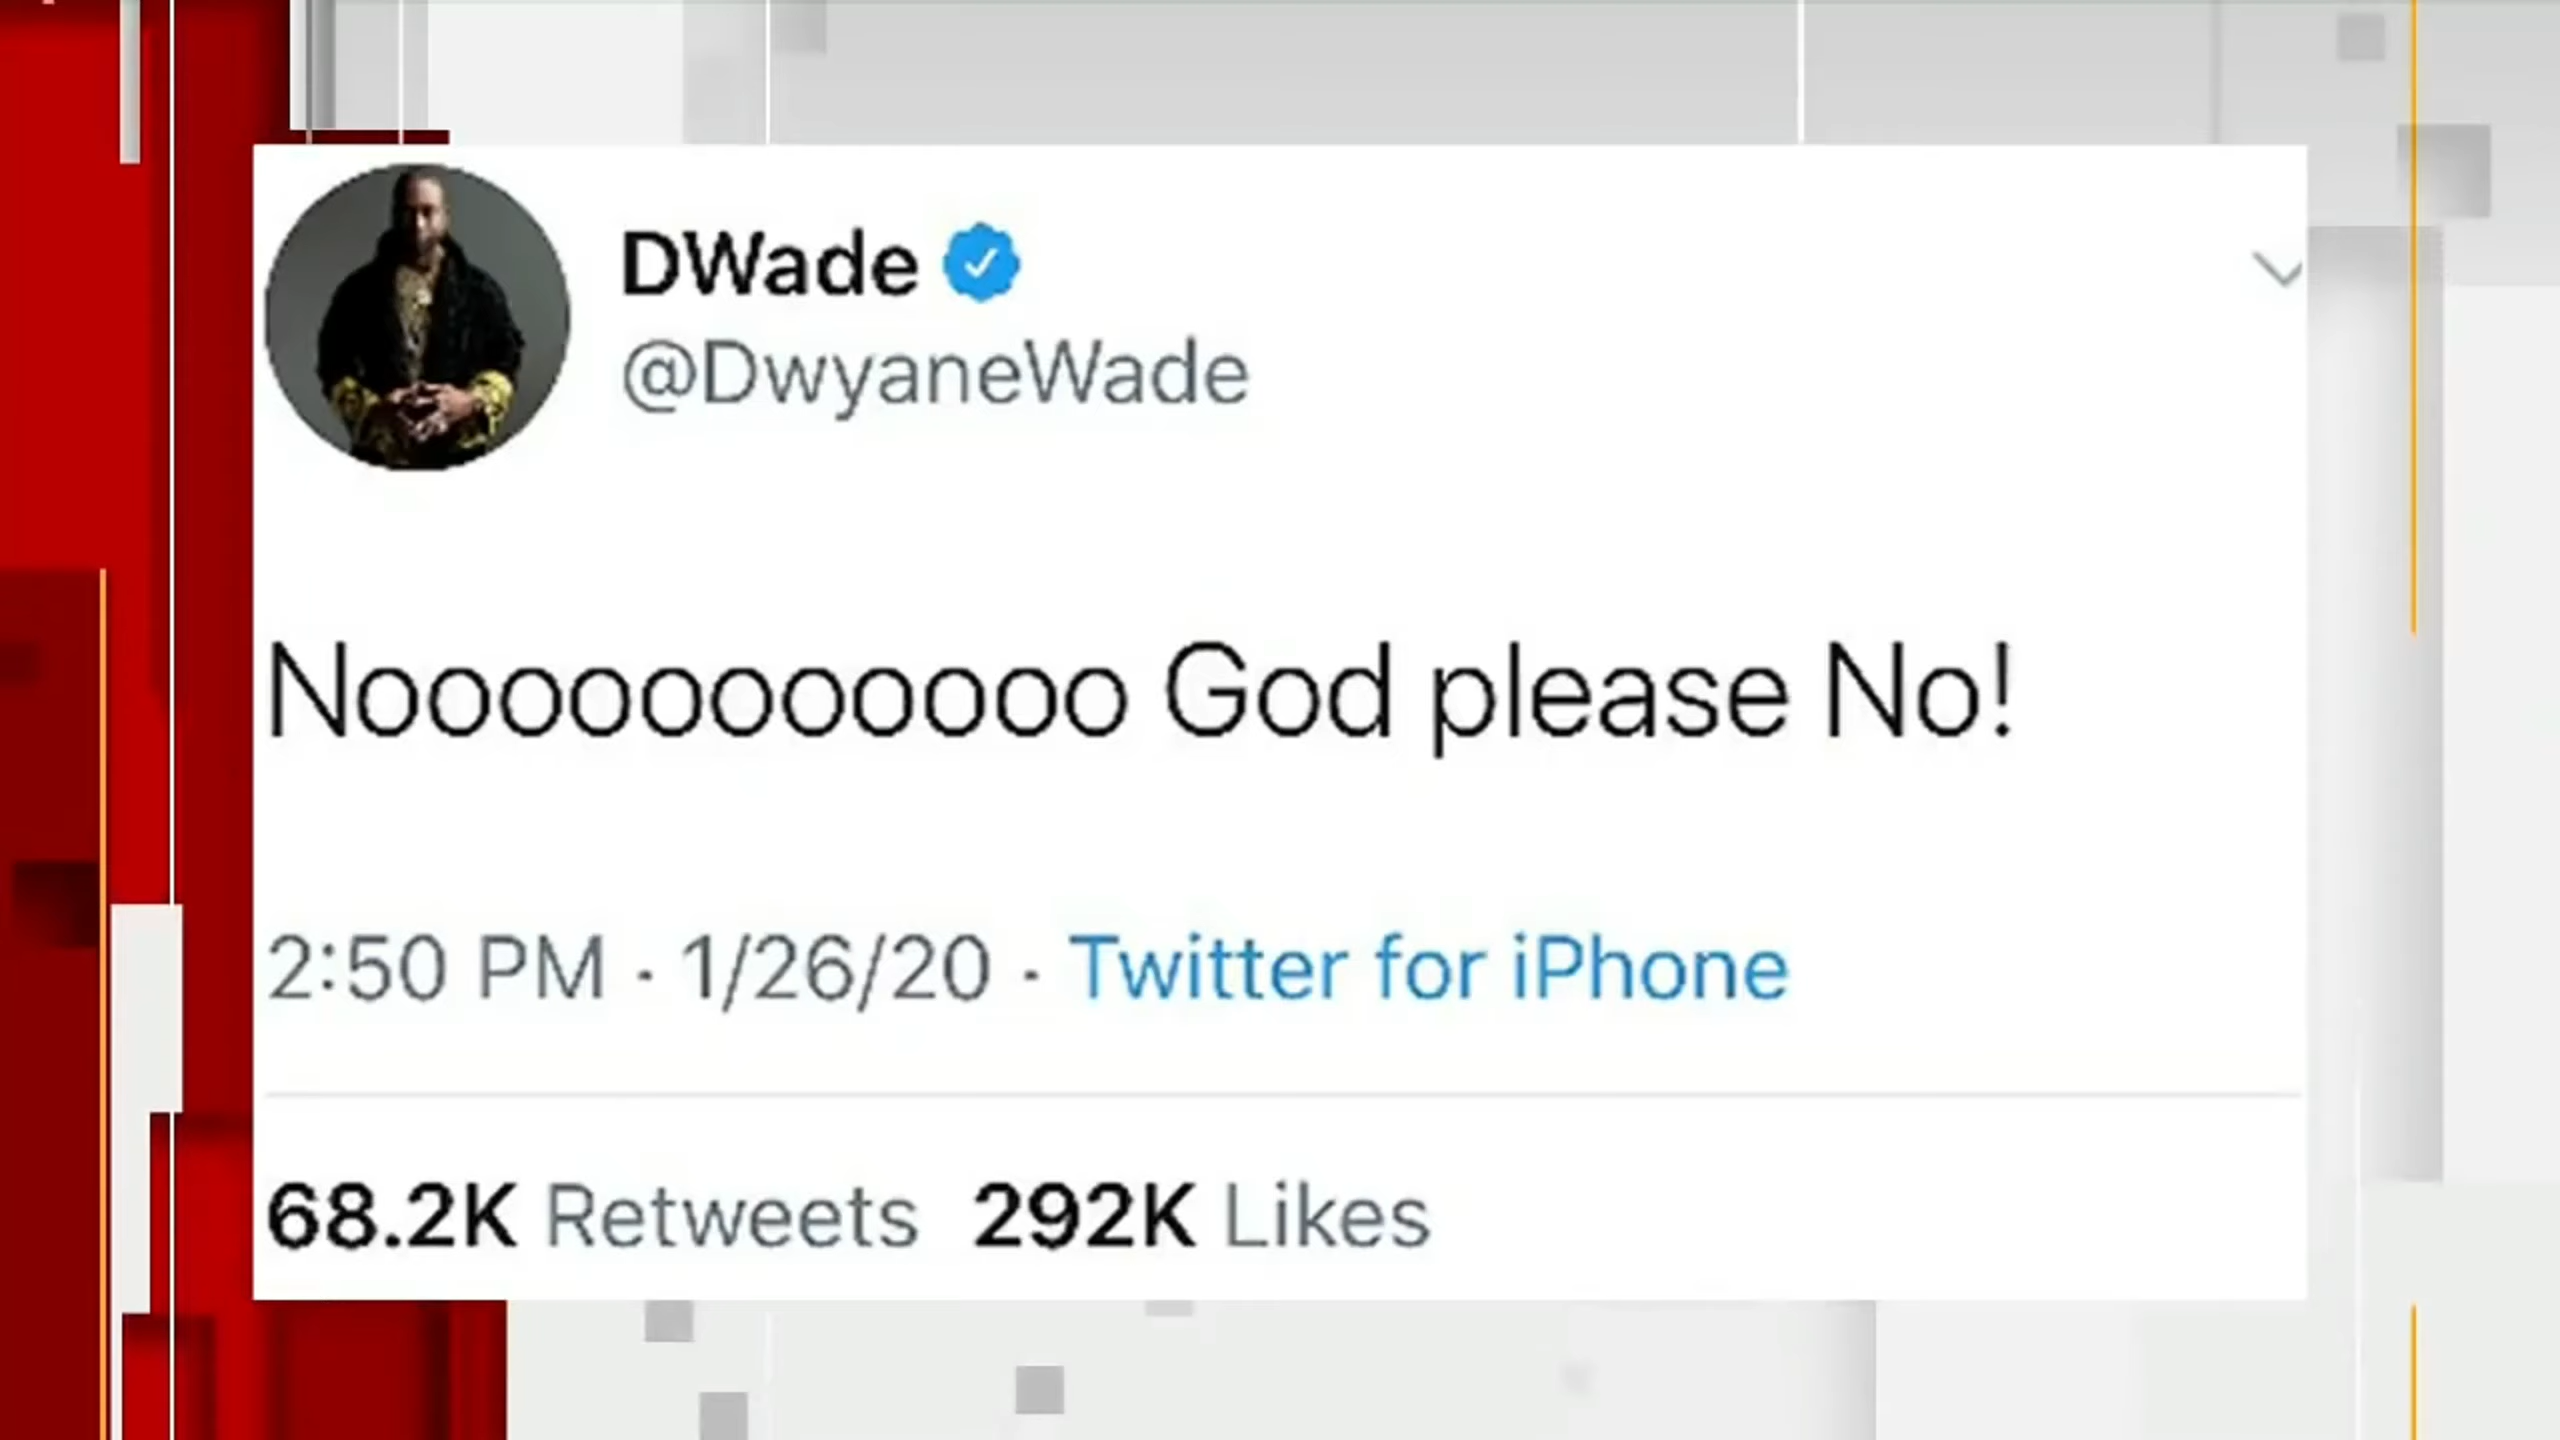 DWade
@DwyaneWade
Nooooooooooo God please No!
2:50 PM · 1/26/20 · Twitter for iPhone
68.2K Retweets 292K Likes